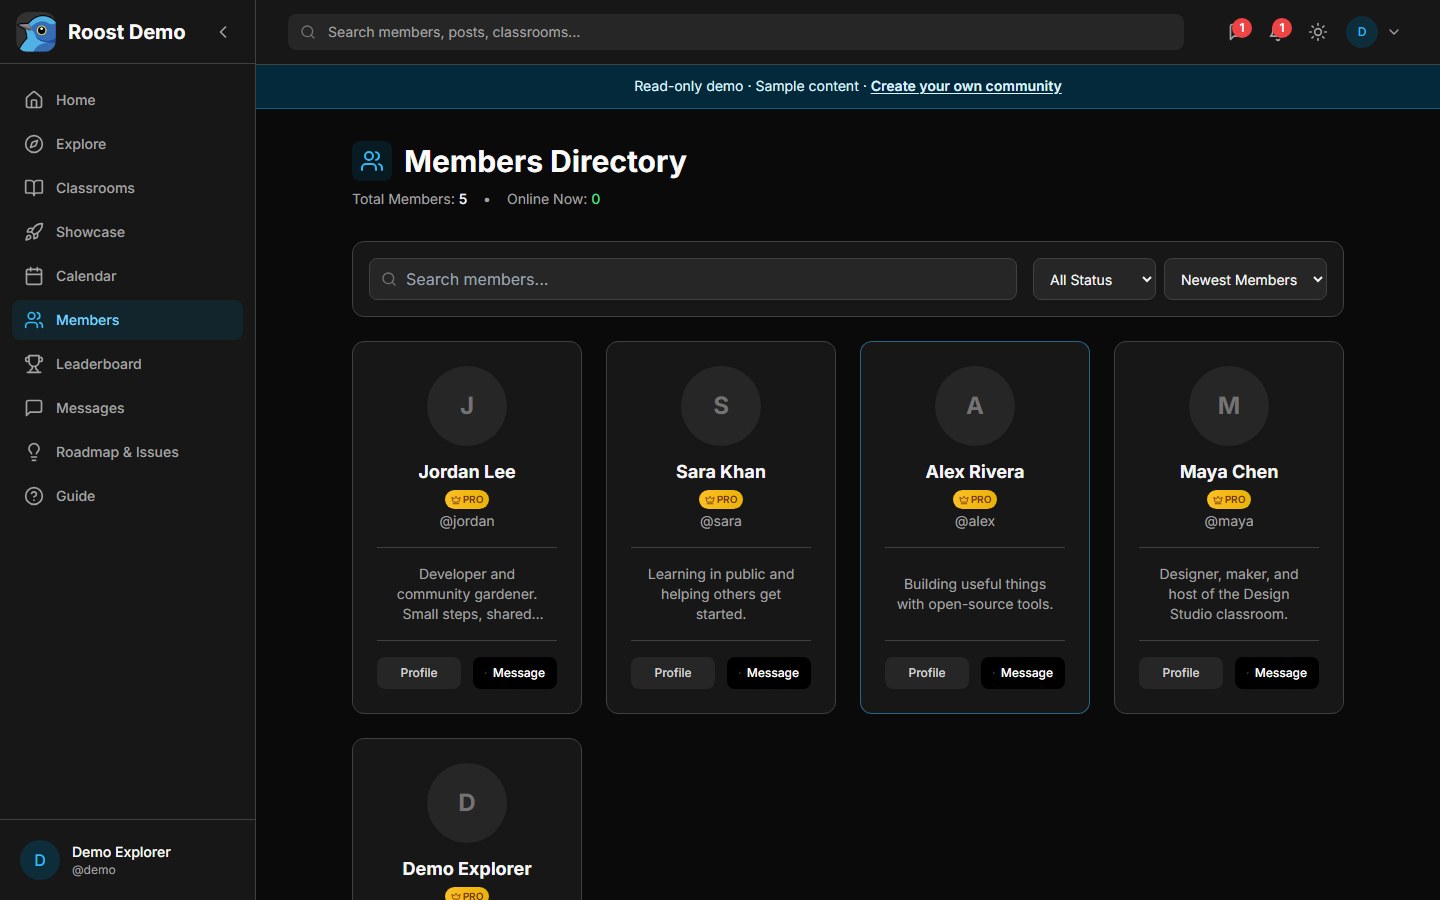 Roost Demo
Search members, posts, classrooms...
1
1
D
Read-only demo · Sample content · Create your own community
Home
Explore
Classrooms
Showcase
Calendar
Members
Leaderboard
Messages
Roadmap & Issues
Guide
Members Directory
Total Members: 5 • Online Now: 0
Search members...
All Status
Newest Members
J
Jordan Lee
PRO
@jordan
Developer and
community gardener.
Small steps, shared...
Profile
Message
S
Sara Khan
PRO
@sara
Learning in public and
helping others get
started.
Profile
Message
A
Alex Rivera
PRO
@alex
Building useful things
with open-source tools.
Profile
Message
M
Maya Chen
PRO
@maya
Designer, maker, and
host of the Design
Studio classroom.
Profile
Message
D
Demo Explorer
PRO
D
Demo Explorer
@demo